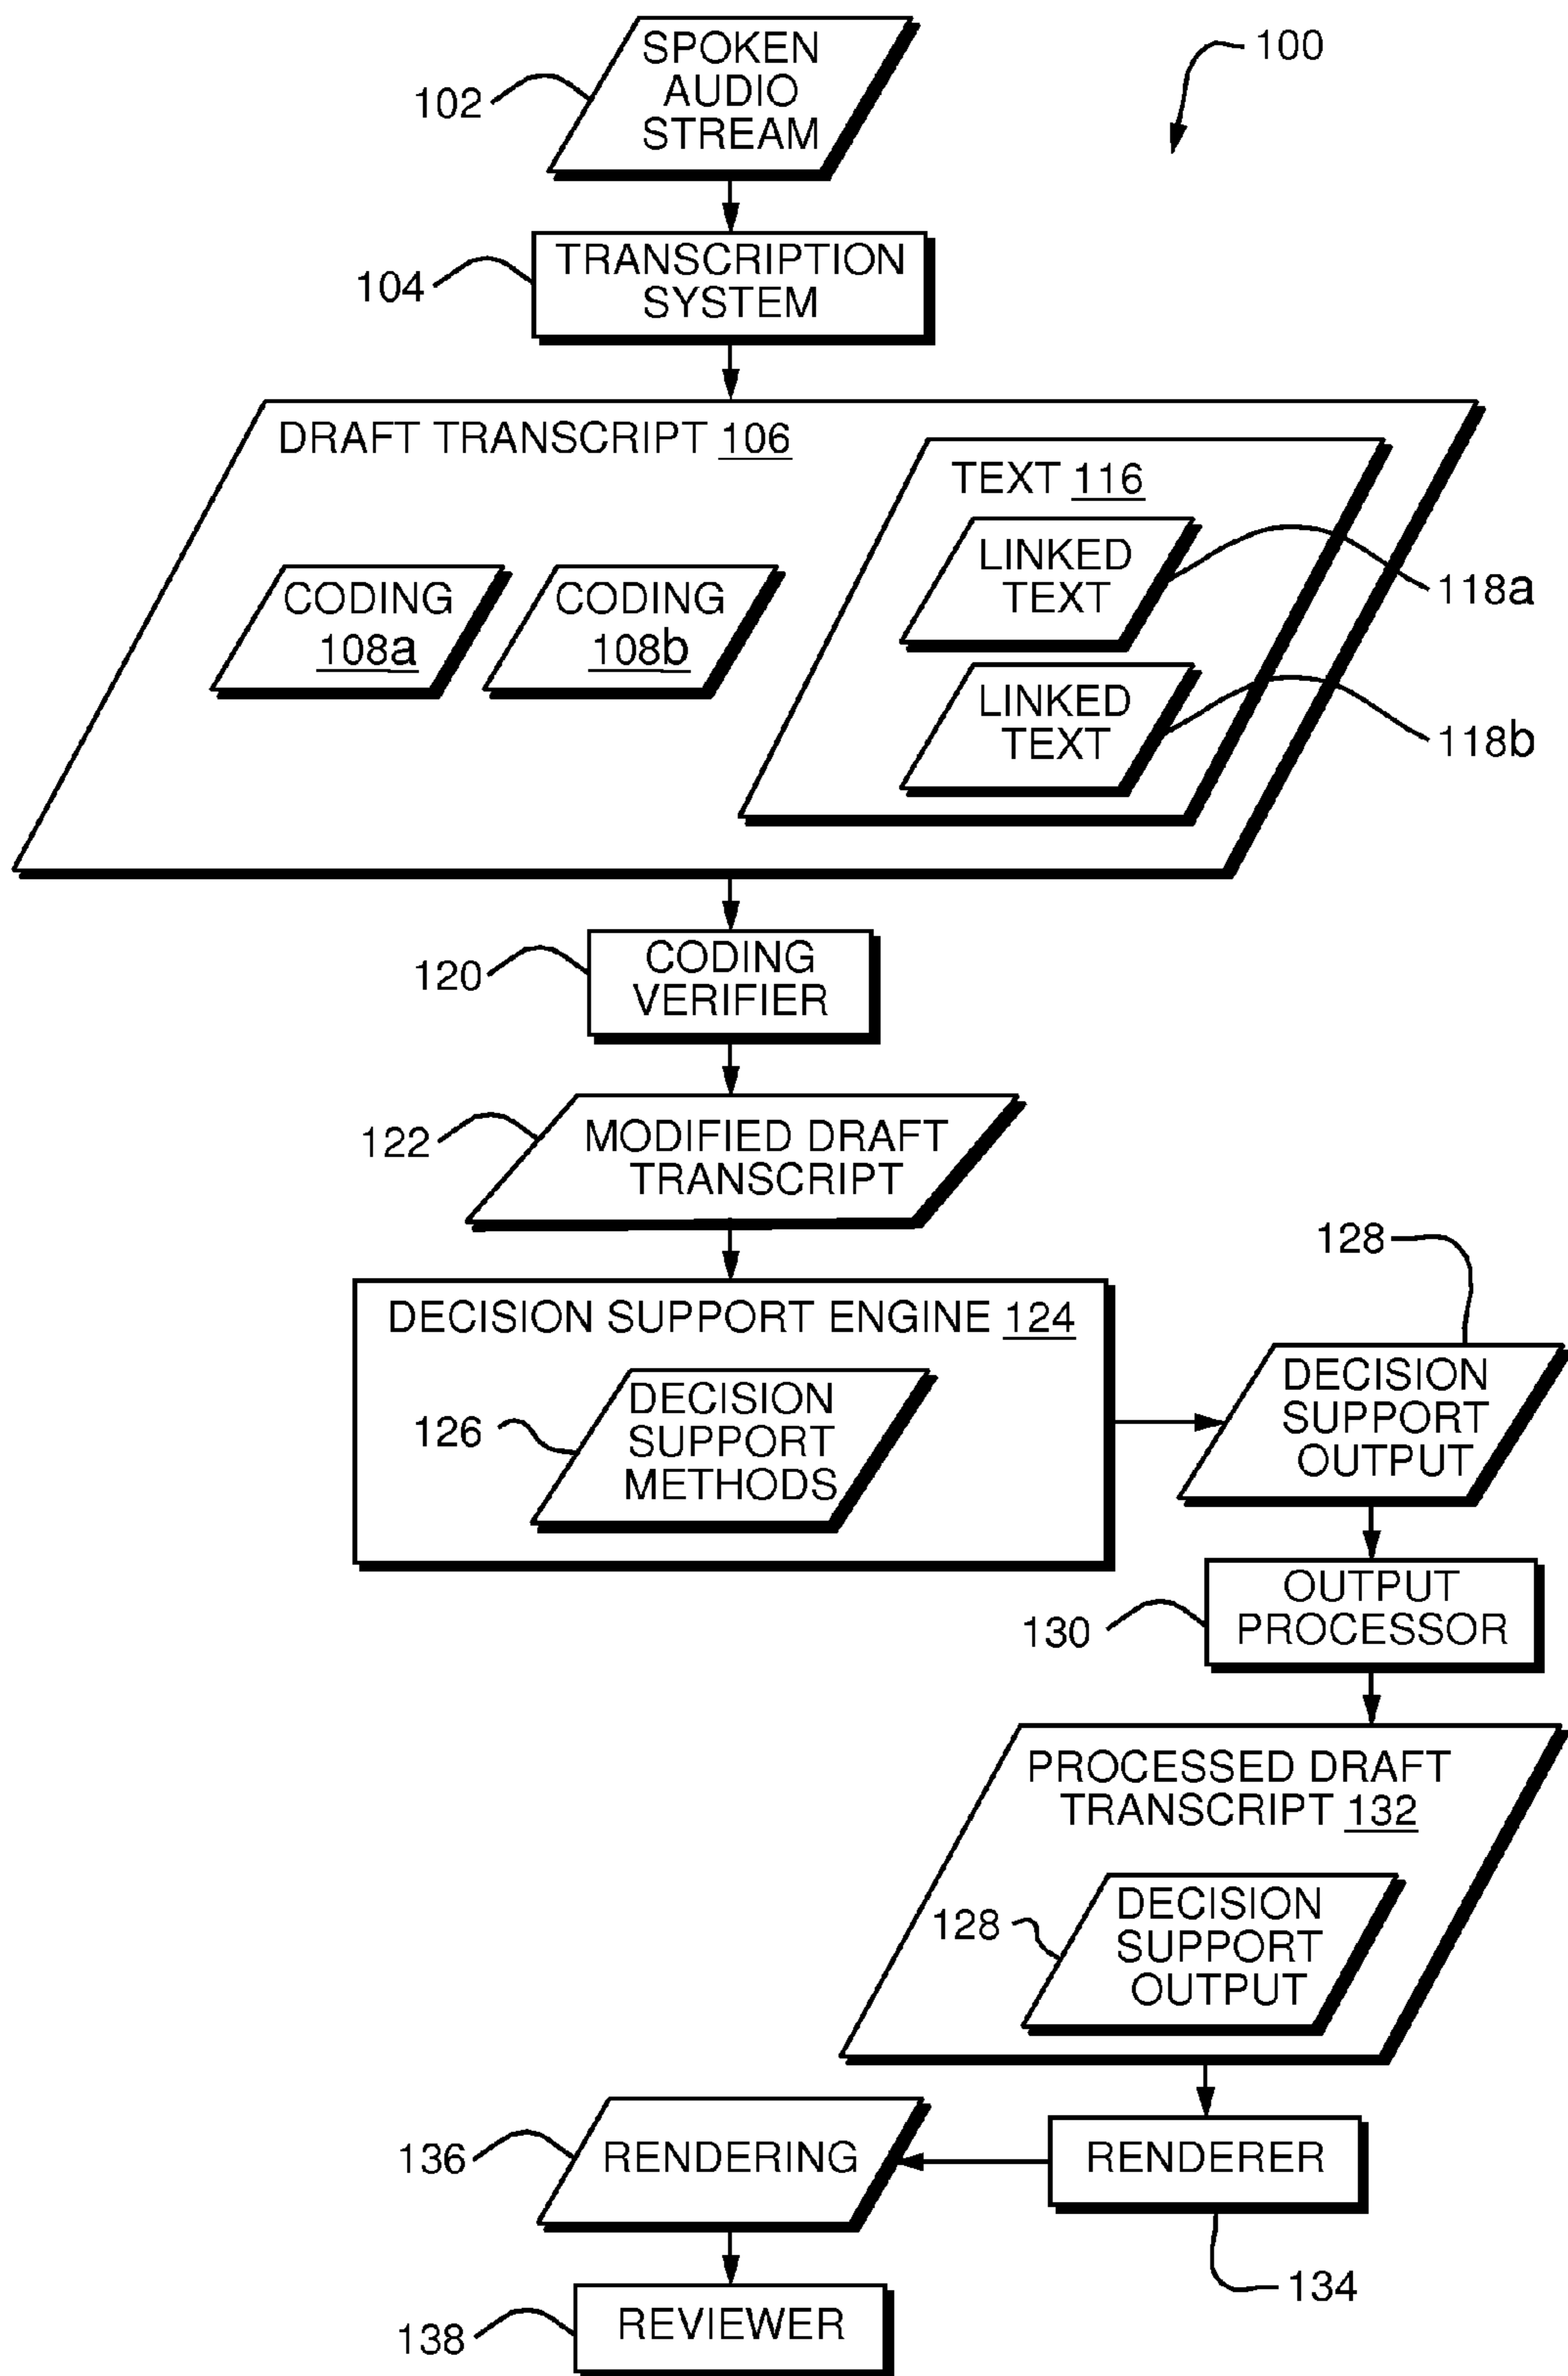 100
SPOKEN
AUDIO
STREAM
102
TRANSCRIPTION
SYSTEM
104
DRAFT TRANSCRIPT 106
TEXT 116
LINKED
TEXT
118a
CODING
108a
CODING
108b
LINKED
TEXT
118b
CODING
VERIFIER
120
MODIFIED DRAFT
TRANSCRIPT
122
DECISION SUPPORT ENGINE 124
DECISION
SUPPORT
METHODS
126
128
DECISION
SUPPORT
OUTPUT
OUTPUT
PROCESSOR
130
PROCESSED DRAFT
TRANSCRIPT 132
128
DECISION
SUPPORT
OUTPUT
RENDERER
134
RENDERING
136
REVIEWER
138